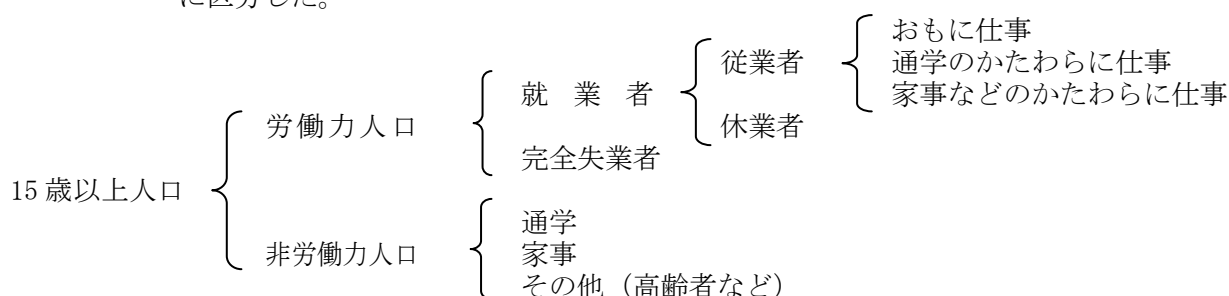 に区分した。
おもに仕事
従業者
通学のかたわらに仕事
就業者
家事などのかたわらに仕事
労働力人口
休業者
完全失業者
15歳以上人口
通学
非労働力人口
家事
その他（高齢者など）